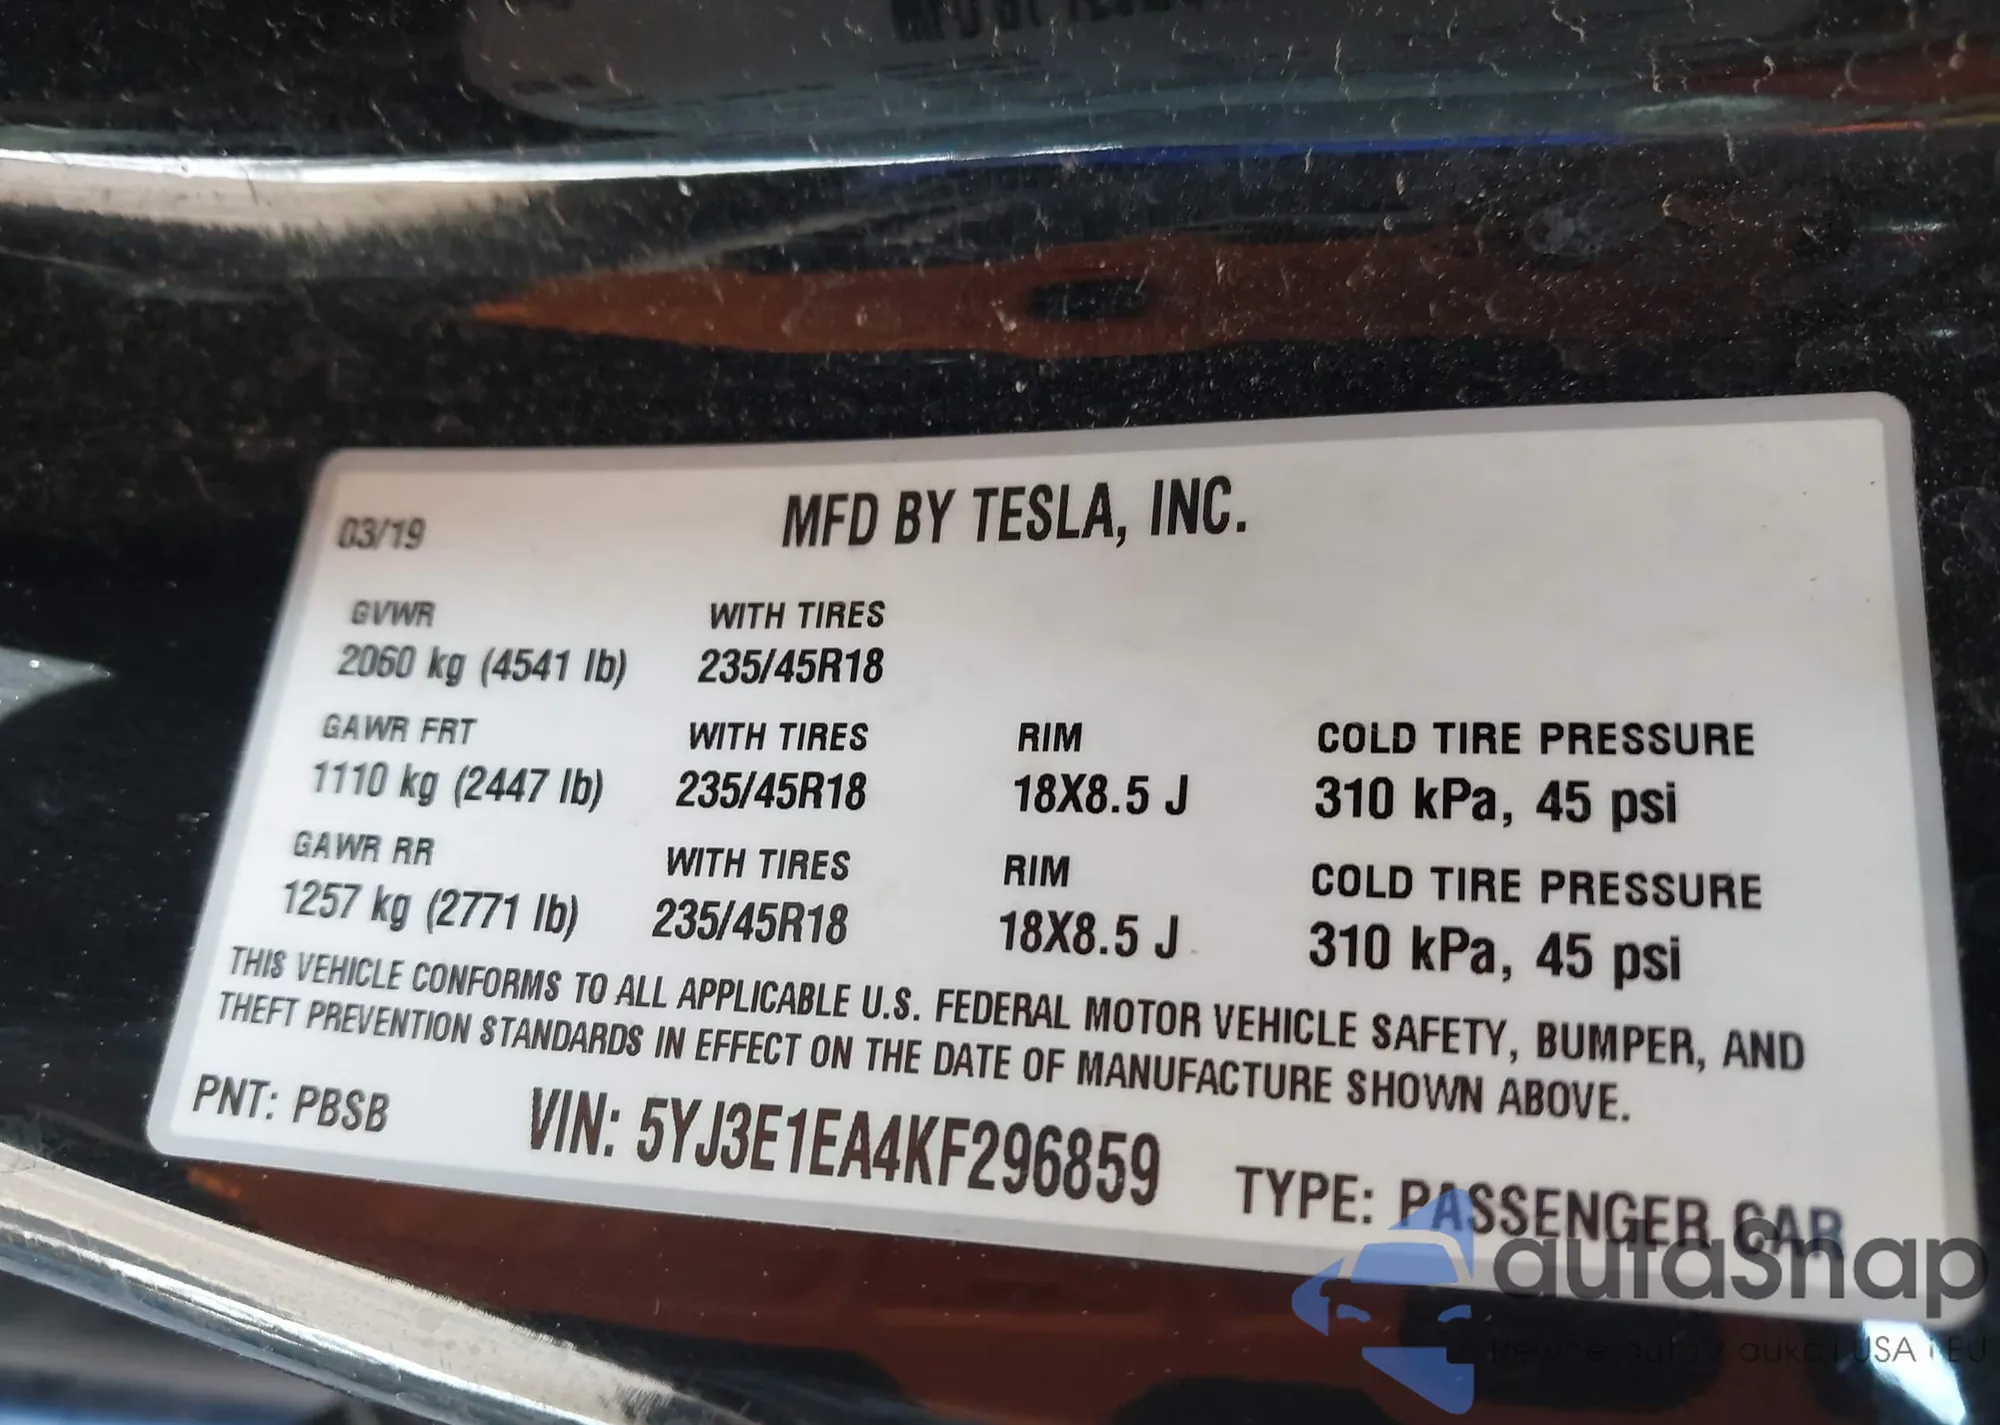 MFD BY TESLA, INC.
03/19
GVWR WITH TIRES
2060 kg (4541 lb) 235/45R18
GAWR FRT WITH TIRES RIM COLD TIRE PRESSURE
1110 kg (2447 lb) 235/45R18 18X8.5 J 310 kPa, 45 psi
GAWR RR WITH TIRES RIM COLD TIRE PRESSURE
1257 kg (2771 lb) 235/45R18 18X8.5 J 310 kPa, 45 psi
THIS VEHICLE CONFORMS TO ALL APPLICABLE U.S. FEDERAL MOTOR VEHICLE SAFETY, BUMPER, AND
THEFT PREVENTION STANDARDS IN EFFECT ON THE DATE OF MANUFACTURE SHOWN ABOVE.
PNT: PBSB VIN: 5YJ3E1EA4KF296859 TYPE: PASSENGER CAR
autoSnap
USA EU